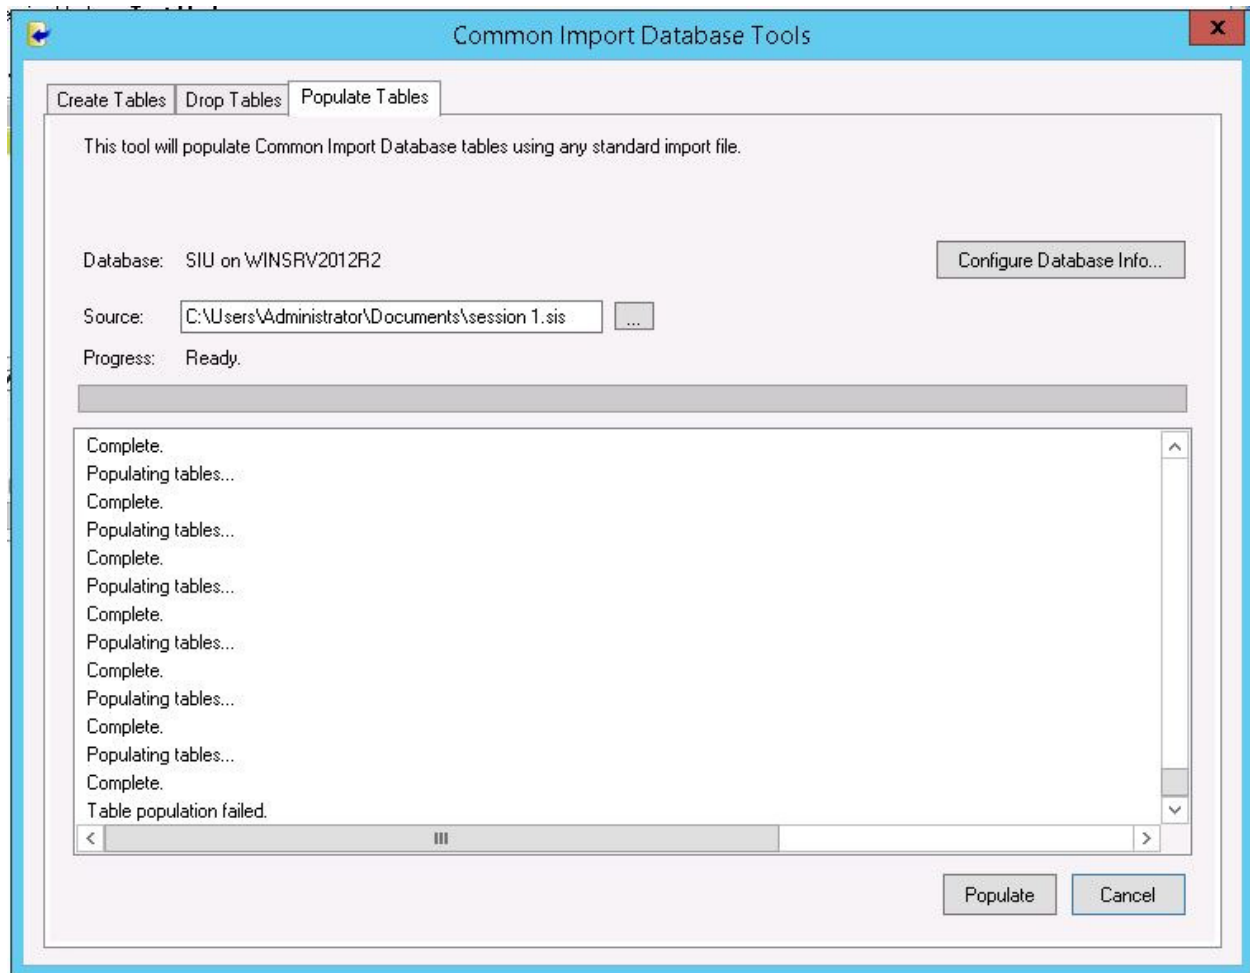 Common Import Database Tools
x
Create Tables Drop Tables Populate Tables
This tool will populate Common Import Database tables using any standard import file.
Database: SIU on WINSRV2012R2 Configure Database Info...
Source: C:\Users\Administrator\Documents\session 1.sis ...
Progress: Ready.
Complete.
Populating tables...
Complete.
Populating tables...
Complete.
Populating tables...
Complete.
Populating tables...
Complete.
Populating tables...
Complete.
Populating tables...
Complete.
Table population failed.
Populate Cancel